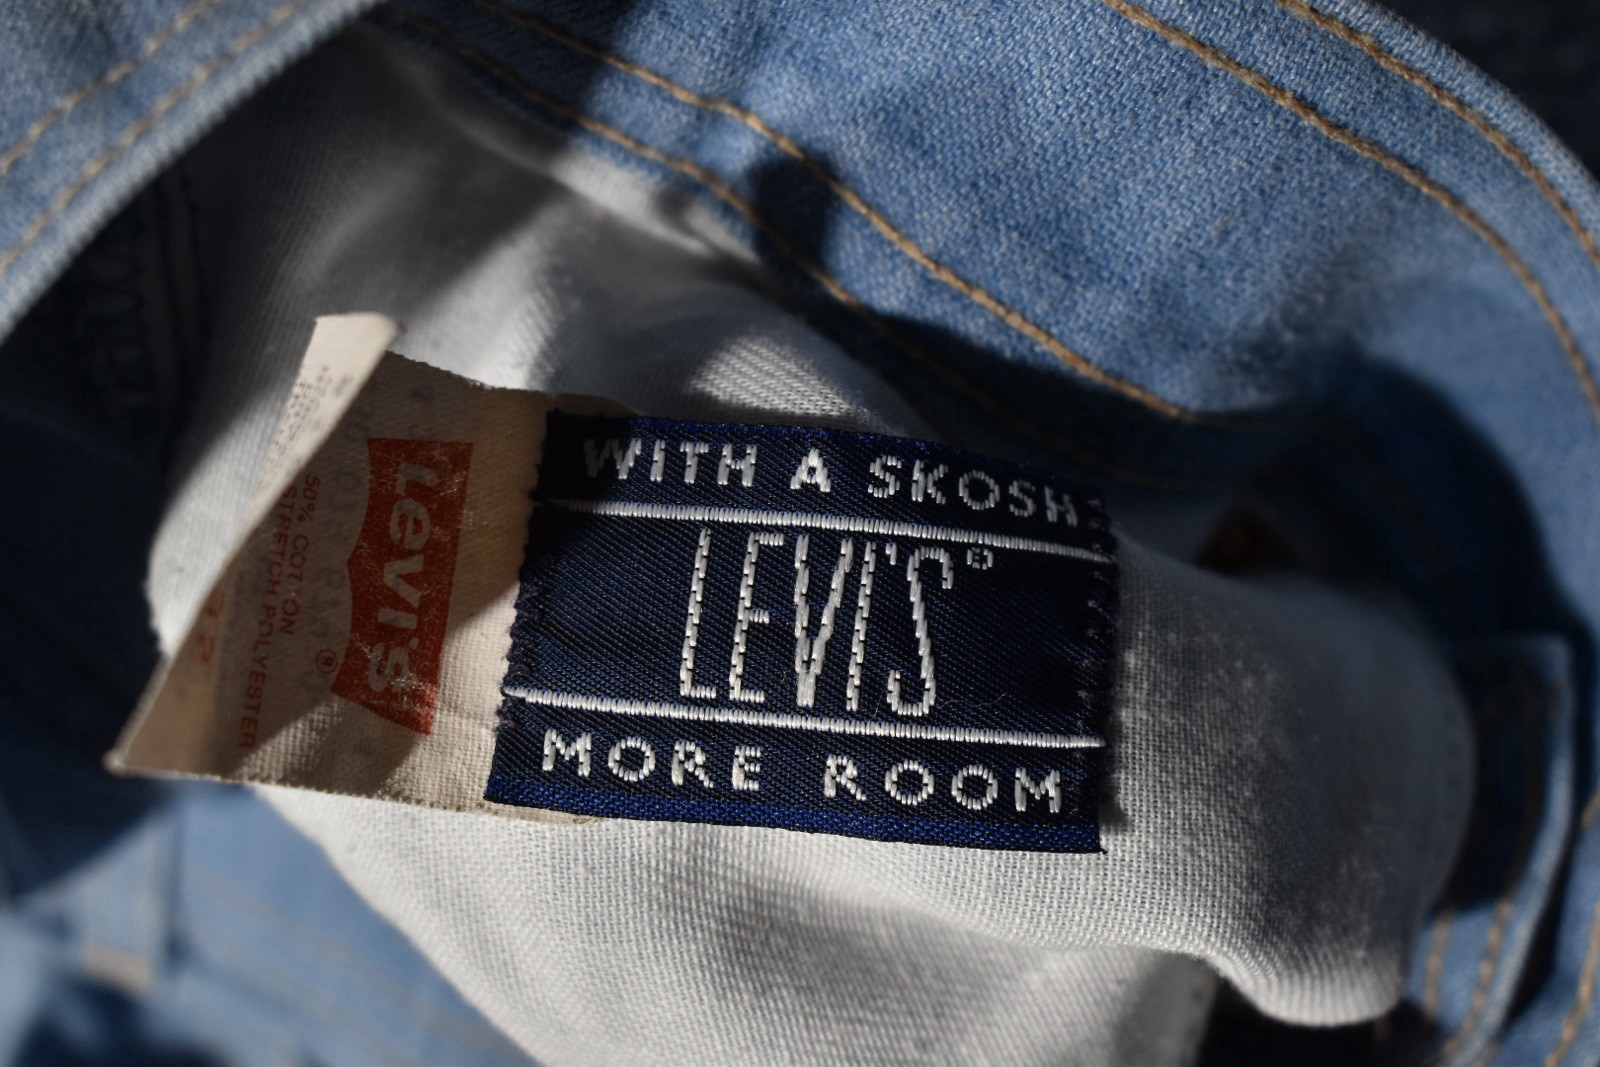 WITH A SKOSH
LEVI'S®
MORE ROOM
Levi's
®
50% COTTON
STRETCH POLYESTER